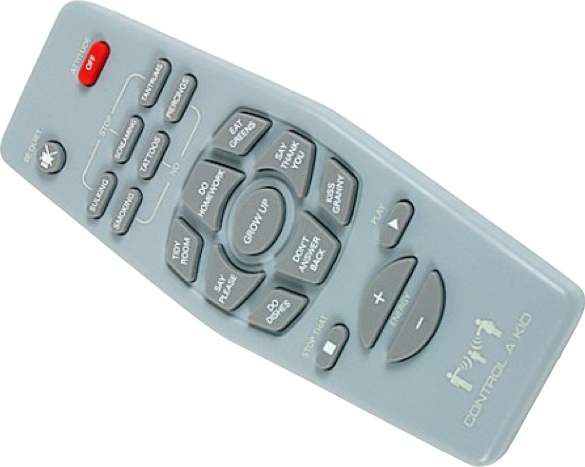 ATTITUDE
OFF
BE QUIET
STOP
TANTRUMS
SCREAMING
SULKING
NO
PIERCINGS
TATTOOS
SMOKING
EAT
GREENS
SAY
THANK
YOU
KISS
GRANNY
DO
HOMEWORK
GROW UP
DON'T
ANSWER
BACK
TIDY
ROOM
SAY
PLEASE
DO
DISHES
PLAY
STOP THAT
+
ENERGY
-
CONTROL A KID